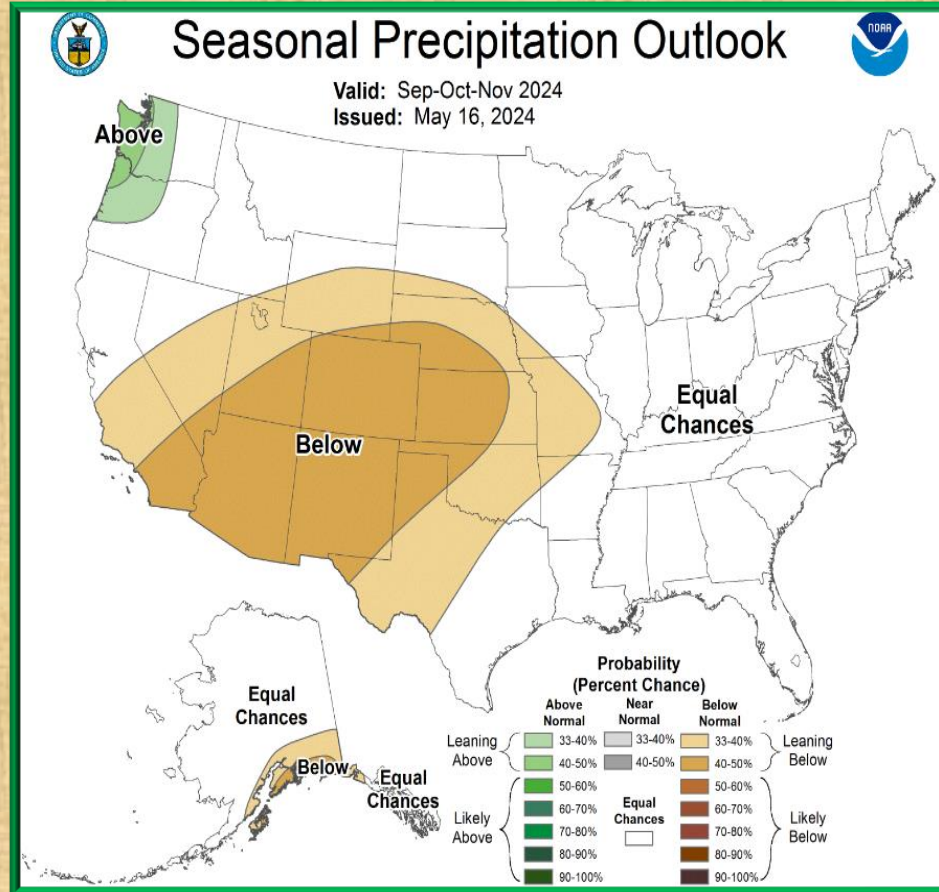 Seasonal Precipitation Outlook
NOAA
Valid: Sep-Oct-Nov 2024
Issued: May 16, 2024
Above
Equal
Chances
Below
Equal
Chances
Below
Equal
Chances
Probability
(Percent Chance)
Above Normal
Near Normal
Below Normal
Leaning Above
33-40% 33-40% 33-40%
40-50% 40-50% 40-50%
Leaning Below
Likely Above
50-60% 50-60%
60-70% Equal Chances 60-70%
70-80% 70-80%
80-90% 80-90%
90-100% 90-100%
Likely Below